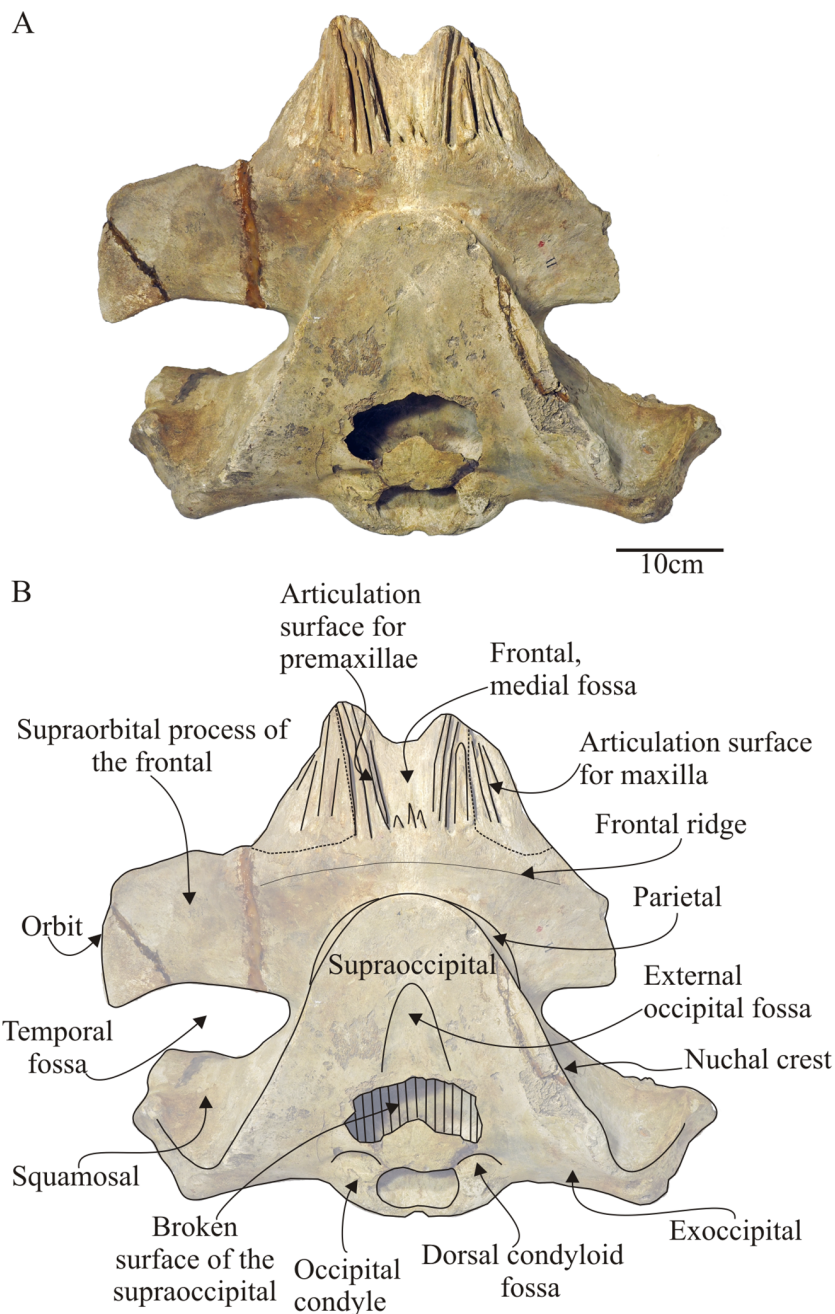 A
10cm
B
Articulation
surface for
premaxillae
Frontal,
medial fossa
Supraorbital process of
the frontal
Articulation surface
for maxilla
Frontal ridge
Parietal
Orbit
Supraoccipital
External
occipital fossa
Temporal
fossa
Nuchal crest
Squamosal
Broken
surface of the
supraoccipital
Occipital
condyle
Dorsal condyloid
fossa
Exoccipital